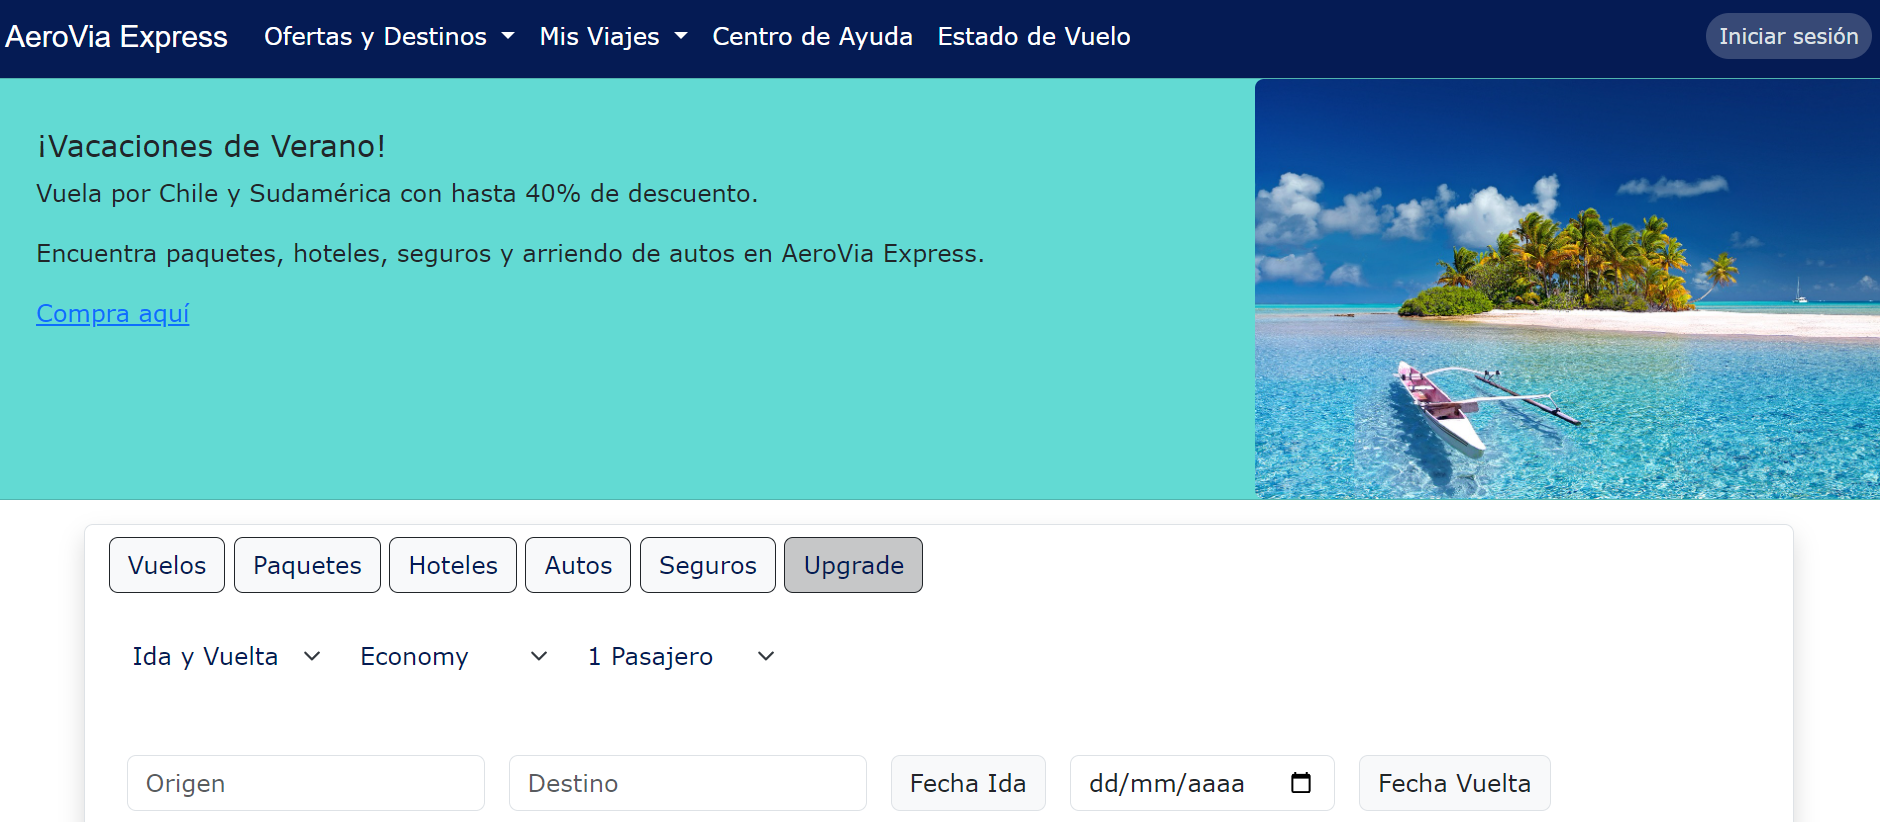 AeroVia Express Ofertas y Destinos Mis Viajes Centro de Ayuda Estado de Vuelo Iniciar sesión
¡Vacaciones de Verano!
Vuela por Chile y Sudamérica con hasta 40% de descuento.
Encuentra paquetes, hoteles, seguros y arriendo de autos en AeroVia Express.
Compra aquí
Vuelos Paquetes Hoteles Autos Seguros Upgrade
Ida y Vuelta Economy 1 Pasajero
Origen Destino Fecha Ida dd/mm/aaaa Fecha Vuelta